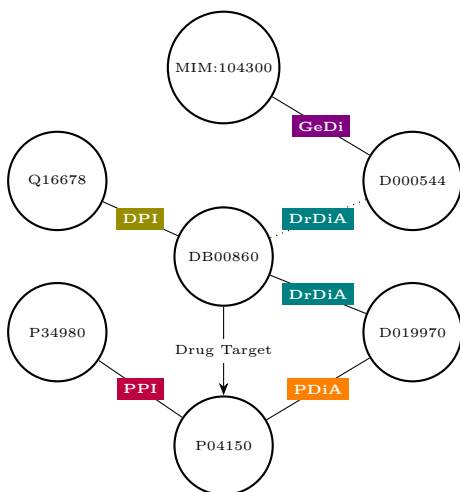 MIM:104300
GeDi
Q16678
D000544
DPI
DrDiA
DB00860
DrDiA
P34980
D019970
Drug Target
PPI
PDiA
P04150